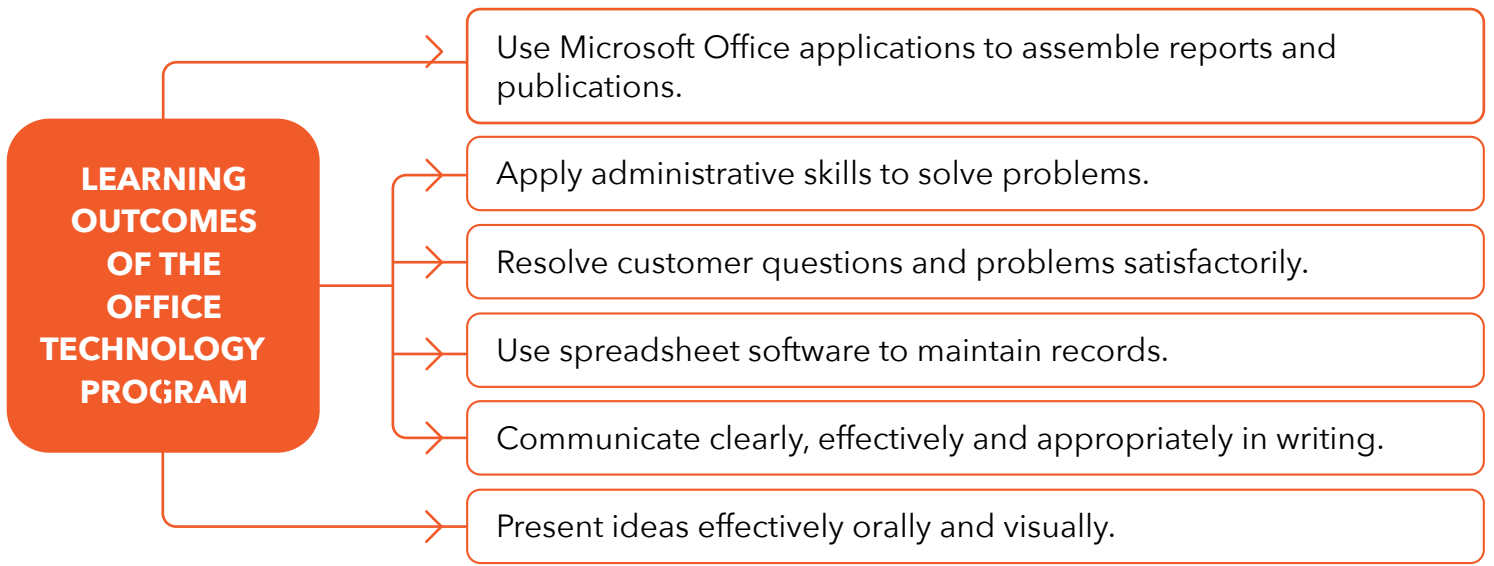 LEARNING
OUTCOMES
OF THE
OFFICE
TECHNOLOGY
PROGRAM
Use Microsoft Office applications to assemble reports and
publications.
Apply administrative skills to solve problems.
Resolve customer questions and problems satisfactorily.
Use spreadsheet software to maintain records.
Communicate clearly, effectively and appropriately in writing.
Present ideas effectively orally and visually.